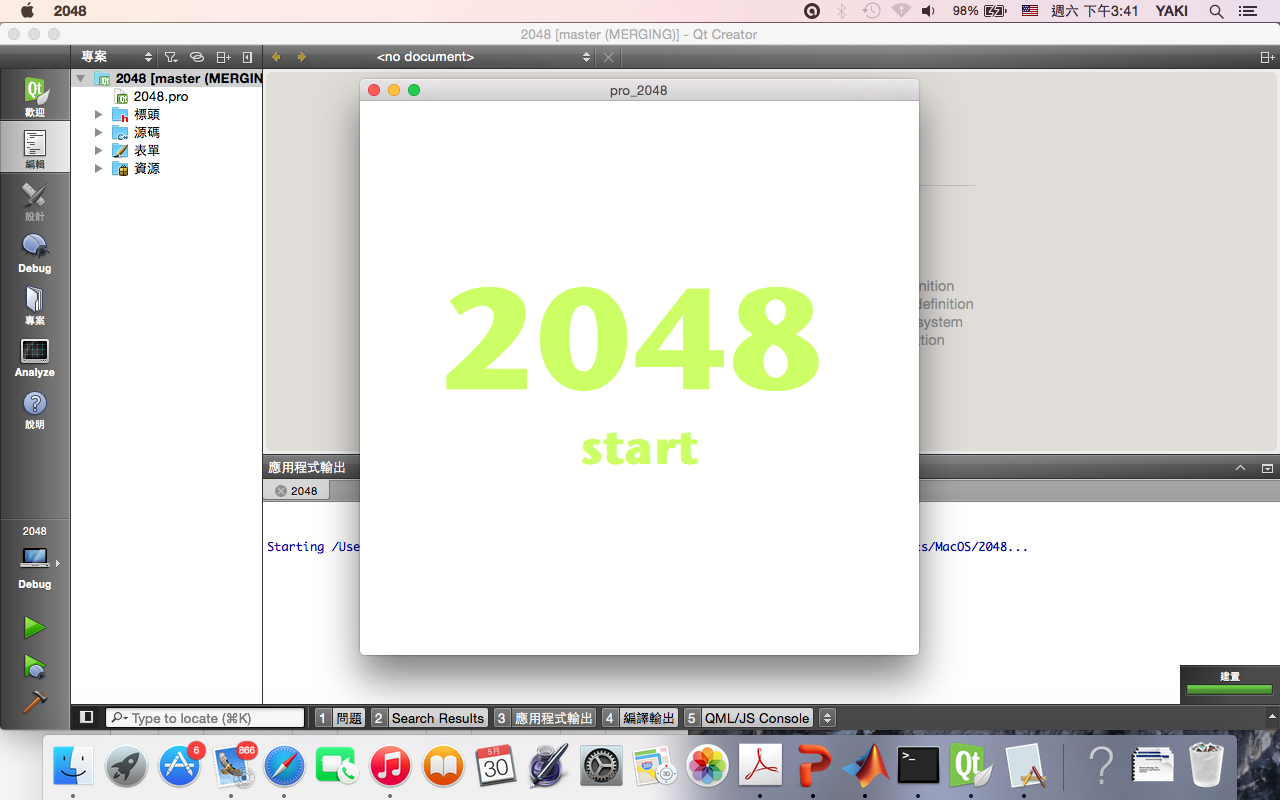 2048
98%
週六 下午3:41
YAKI
2048 [master (MERGING)] - Qt Creator
專案
<no document>
2048 [master (MERGIN
2048.pro
標頭
源碼
表單
資源
Qt
歡迎
編輯
設計
Debug
專案
Analyze
說明
2048
Debug
pro_2048
2048
start
nition
definition
system
ation
應用程式輸出
2048
Starting /Use
s/MacOS/2048...
建置
Type to locate (⌘K)
1 問題
2 Search Results
3 應用程式輸出
4 編譯輸出
5 QML/JS Console
6
866
5月
30
Qt